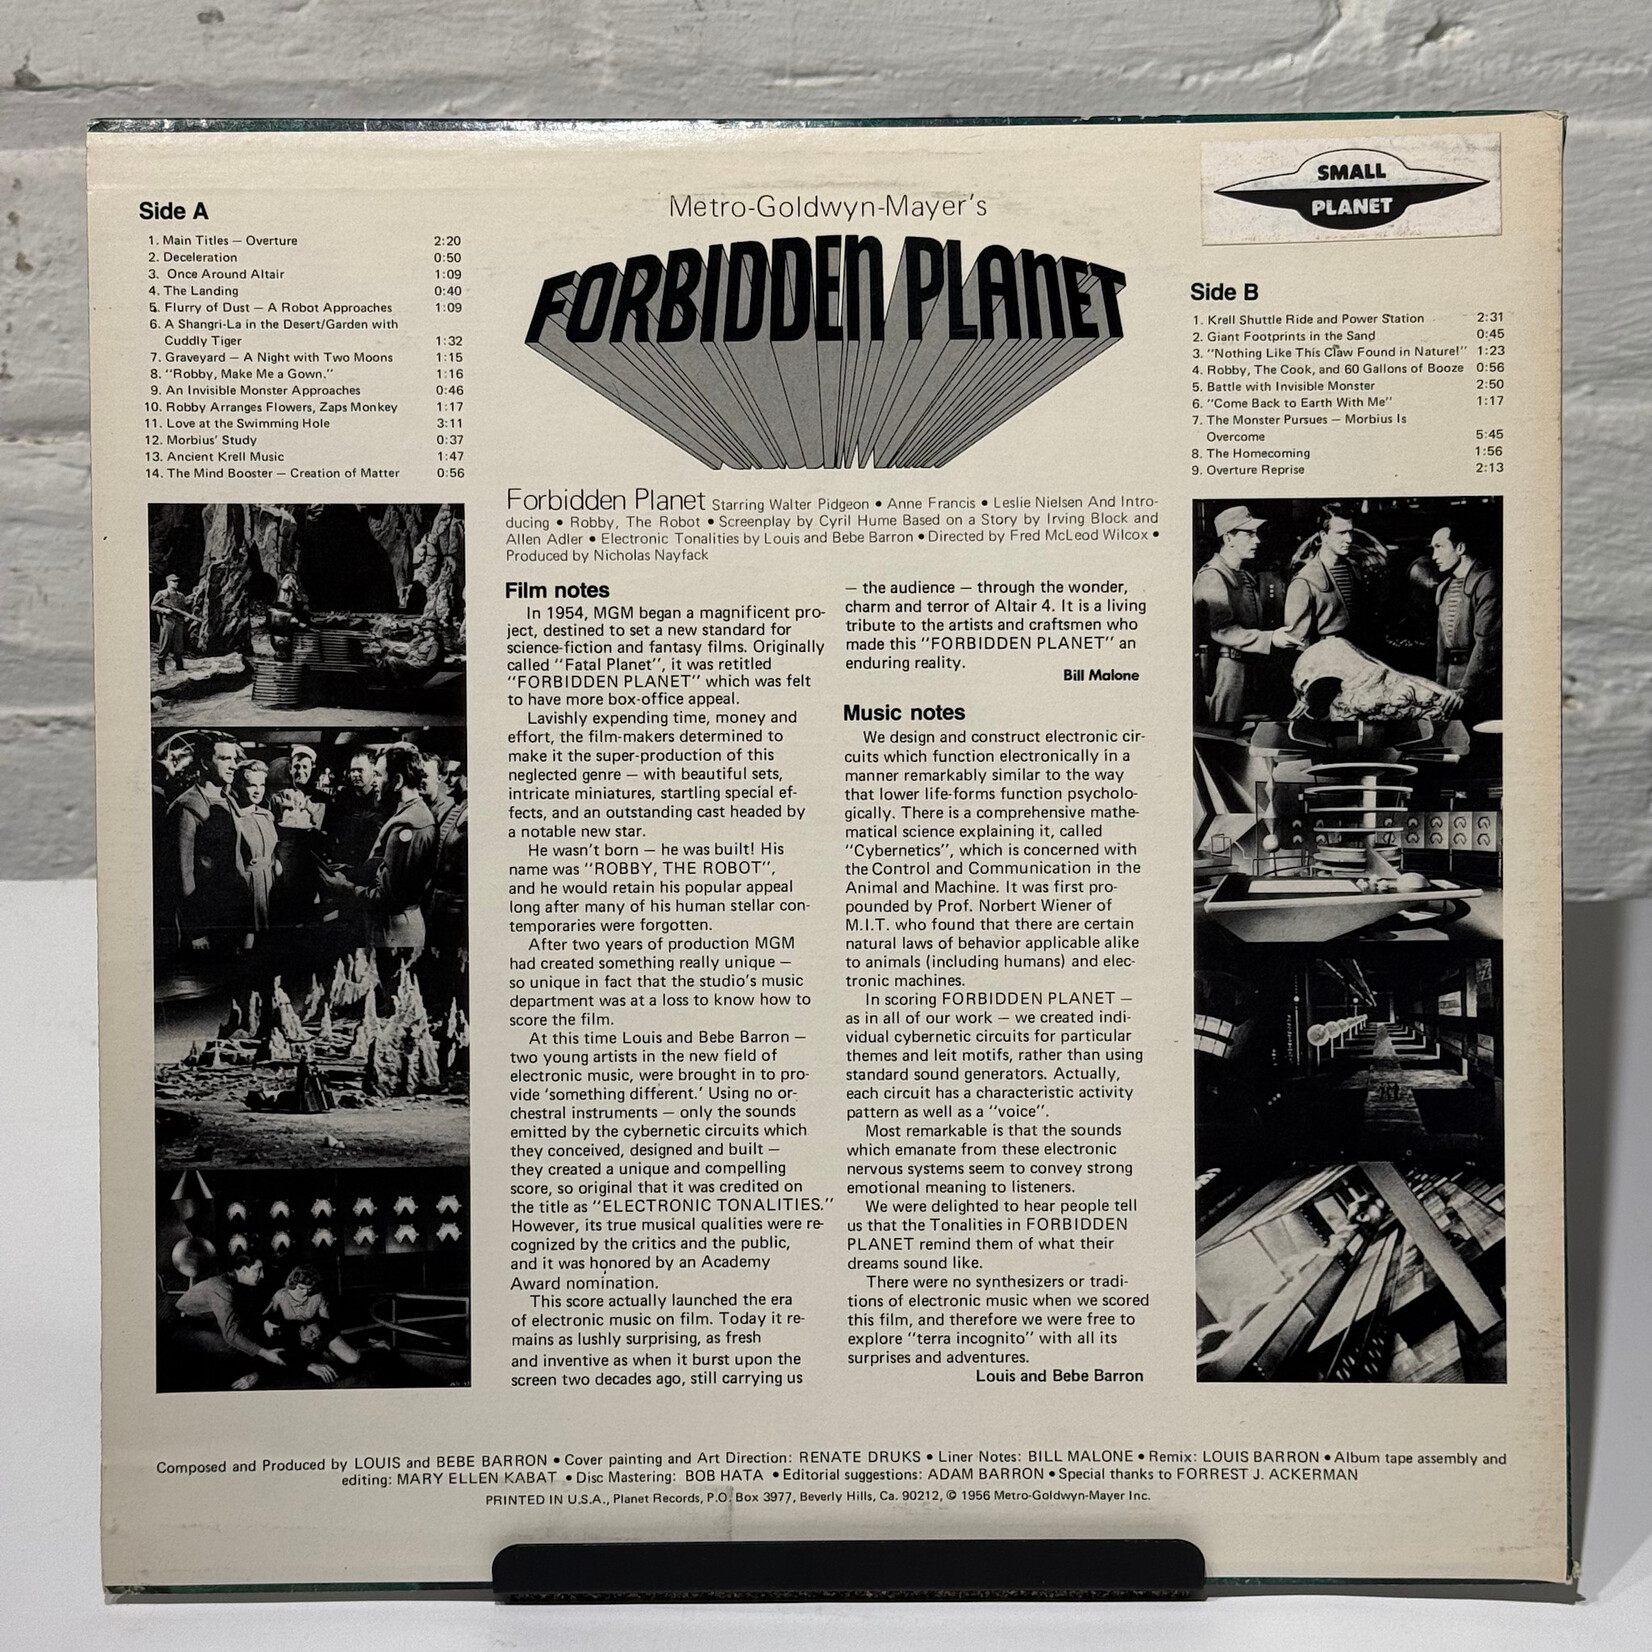 SMALL
PLANET
Metro-Goldwyn-Mayer's
FORBIDDEN PLANET
Side A
1. Main Titles — Overture 2:20
2. Deceleration 0:50
3. Once Around Altair 1:09
4. The Landing 0:40
5. Flurry of Dust — A Robot Approaches 1:09
6. A Shangri-La in the Desert/Garden with
Cuddly Tiger 1:32
7. Graveyard — A Night with Two Moons 1:15
8. "Robby, Make Me a Gown." 1:16
9. An Invisible Monster Approaches 0:46
10. Robby Arranges Flowers, Zaps Monkey 1:17
11. Love at the Swimming Hole 3:11
12. Morbius' Study 0:37
13. Ancient Krell Music 1:47
14. The Mind Booster — Creation of Matter 0:56
Side B
1. Krell Shuttle Ride and Power Station 2:31
2. Giant Footprints in the Sand 0:45
3. "Nothing Like This Claw Found in Nature!" 1:23
4. Robby, The Cook, and 60 Gallons of Booze 0:56
5. Battle with Invisible Monster 2:50
6. "Come Back to Earth With Me" 1:17
7. The Monster Pursues — Morbius Is
Overcome 5:45
8. The Homecoming 1:56
9. Overture Reprise 2:13
Forbidden Planet Starring Walter Pidgeon • Anne Francis • Leslie Nielsen And Intro-
ducing • Robby, The Robot • Screenplay by Cyril Hume Based on a Story by Irving Block and
Allen Adler • Electronic Tonalities by Louis and Bebe Barron • Directed by Fred McLeod Wilcox •
Produced by Nicholas Nayfack
Film notes
In 1954, MGM began a magnificent pro-
ject, destined to set a new standard for
science-fiction and fantasy films. Originally
called "Fatal Planet", it was retitled
"FORBIDDEN PLANET" which was felt
to have more box-office appeal.
Lavishly expending time, money and
effort, the film-makers determined to
make it the super-production of this
neglected genre — with beautiful sets,
intricate miniatures, startling special ef-
fects, and an outstanding cast headed by
a notable new star.
He wasn't born — he was built! His
name was "ROBBY, THE ROBOT",
and he would retain his popular appeal
long after many of his human stellar con-
temporaries were forgotten.
After two years of production MGM
had created something really unique —
so unique in fact that the studio's music
department was at a loss to know how to
score the film.
At this time Louis and Bebe Barron —
two young artists in the new field of
electronic music, were brought in to pro-
vide 'something different.' Using no or-
chestral instruments — only the sounds
emitted by the cybernetic circuits which
they conceived, designed and built —
they created a unique and compelling
score, so original that it was credited on
the title as "ELECTRONIC TONALITIES."
However, its true musical qualities were re-
cognized by the critics and the public,
and it was honored by an Academy
Award nomination.
This score actually launched the era
of electronic music on film. Today it re-
mains as lushly surprising, as fresh
and inventive as when it burst upon the
screen two decades ago, still carrying us
— the audience — through the wonder,
charm and terror of Altair 4. It is a living
tribute to the artists and craftsmen who
made this "FORBIDDEN PLANET" an
enduring reality.
Bill Malone
Music notes
We design and construct electronic cir-
cuits which function electronically in a
manner remarkably similar to the way
that lower life-forms function psycholo-
gically. There is a comprehensive mathe-
matical science explaining it, called
"Cybernetics", which is concerned with
the Control and Communication in the
Animal and Machine. It was first pro-
pounded by Prof. Norbert Wiener of
M.I.T. who found that there are certain
natural laws of behavior applicable alike
to animals (including humans) and elec-
tronic machines.
In scoring FORBIDDEN PLANET —
as in all of our work — we created indi-
vidual cybernetic circuits for particular
themes and leit motifs, rather than using
standard sound generators. Actually,
each circuit has a characteristic activity
pattern as well as a "voice".
Most remarkable is that the sounds
which emanate from these electronic
nervous systems seem to convey strong
emotional meaning to listeners.
We were delighted to hear people tell
us that the Tonalities in FORBIDDEN
PLANET remind them of what their
dreams sound like.
There were no synthesizers or tradi-
tions of electronic music when we scored
this film, and therefore we were free to
explore "terra incognito" with all its
surprises and adventures.
Louis and Bebe Barron
Composed and Produced by LOUIS and BEBE BARRON • Cover painting and Art Direction: RENATE DRUKS • Liner Notes: BILL MALONE • Remix: LOUIS BARRON • Album tape assembly and
editing: MARY ELLEN KABAT • Disc Mastering: BOB HATA • Editorial suggestions: ADAM BARRON • Special thanks to FORREST J. ACKERMAN
PRINTED IN U.S.A., Planet Records, P.O. Box 3977, Beverly Hills, Ca. 90212, © 1956 Metro-Goldwyn-Mayer Inc.